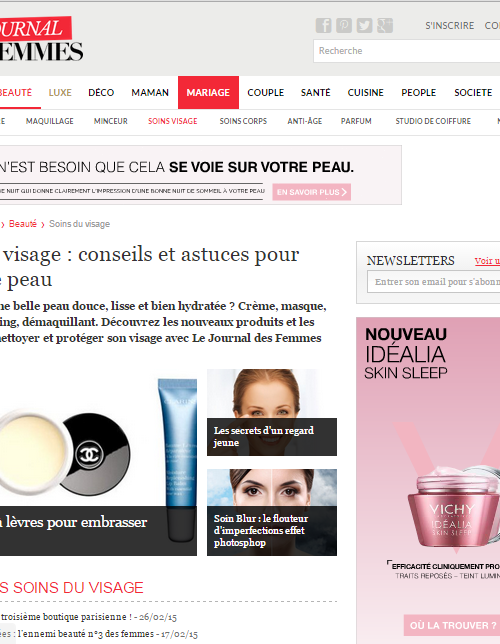 OURNAL
EMMES
S'INSCRIRE
Recherche
BEAUTÉ LUXE DÉCO MAMAN MARIAGE COUPLE SANTÉ CUISINE PEOPLE SOCIETE
MAQUILLAGE MINCEUR SOINS VISAGE SOINS CORPS ANTI-ÂGE PARFUM STUDIO DE COIFFURE
N'EST BESOIN QUE CELA SE VOIE SUR VOTRE PEAU.
NUIT QUI DONNE CLAIREMENT L'IMPRESSION D'UNE BONNE NUIT DE SOMMEIL À VOTRE PEAU EN SAVOIR PLUS >
› Beauté › Soins du visage
visage : conseils et astuces pour
peau
ne belle peau douce, lisse et bien hydratée ? Crème, masque,
ing, démaquillant. Découvrez les nouveaux produits et les
nettoyer et protéger son visage avec Le Journal des Femmes
NEWSLETTERS Voir u
Entrer son email pour s'abonn
NOUVEAU
IDÉALIA
SKIN SLEEP
CHANEL
Les secrets d'un regard
jeune
lèvres pour embrasser
Soin Blur : le flouteur
d'imperfections effet
photosphop
VICHY
IDÉALIA
SKIN SLEEP
EFFICACITÉ CLINIQUEMENT PRO
TRAITS REPOSÉS – TEINT LUMIN
OÙ LA TROUVER ?
S SOINS DU VISAGE
troisième boutique parisienne ! - 26/02/15
ées : l'ennemi beauté n°3 des femmes - 17/02/15